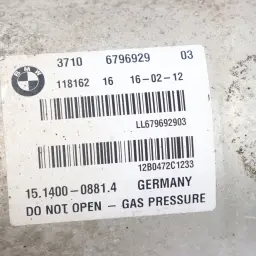 BMW
3710 6796929 03
118162 16 16-02-12
LL679692903
12B0472C1233
15.1400-0881.4 GERMANY
DO NOT OPEN - GAS PRESSURE